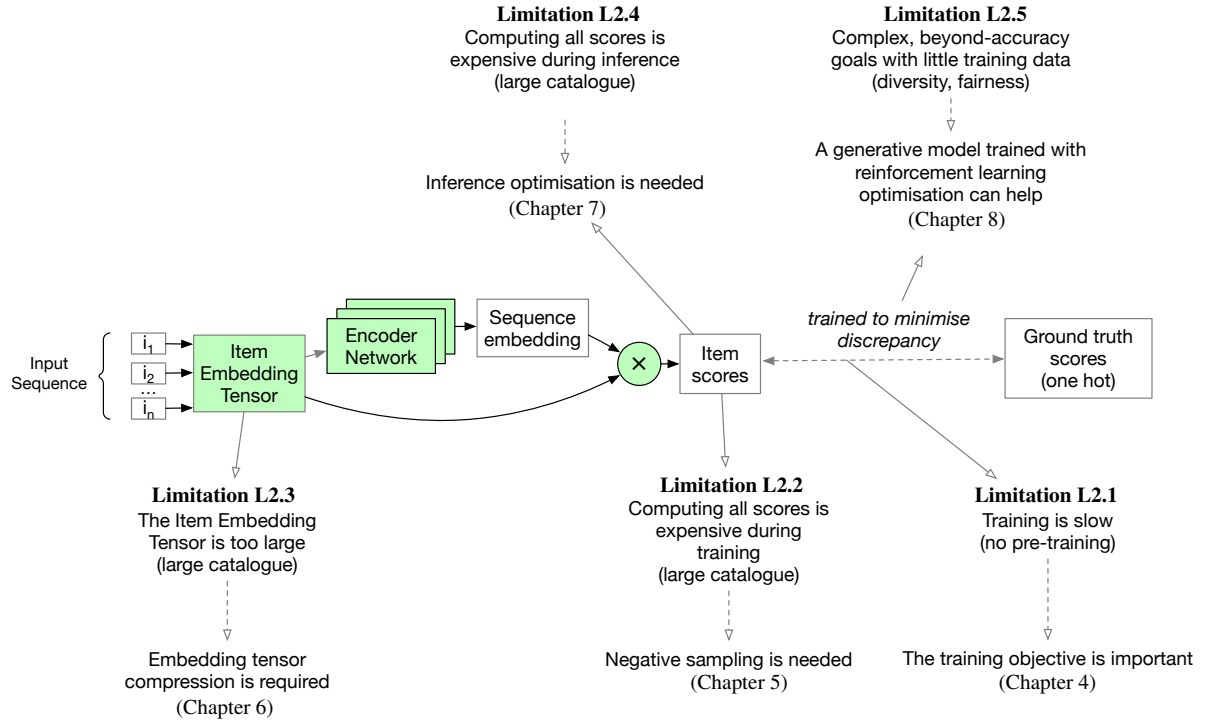 Limitation L2.4
Computing all scores is
expensive during inference
(large catalogue)
Inference optimisation is needed
(Chapter 7)
Limitation L2.5
Complex, beyond-accuracy
goals with little training data
(diversity, fairness)
A generative model trained with
reinforcement learning
optimisation can help
(Chapter 8)
Input
Sequence
i1
i2
...
in
Item
Embedding
Tensor
Encoder
Network
Sequence
embedding
×
Item
scores
trained to minimise
discrepancy
Ground truth
scores
(one hot)
Limitation L2.3
The Item Embedding
Tensor is too large
(large catalogue)
Embedding tensor
compression is required
(Chapter 6)
Limitation L2.2
Computing all scores is
expensive during
training
(large catalogue)
Negative sampling is needed
(Chapter 5)
Limitation L2.1
Training is slow
(no pre-training)
The training objective is important
(Chapter 4)